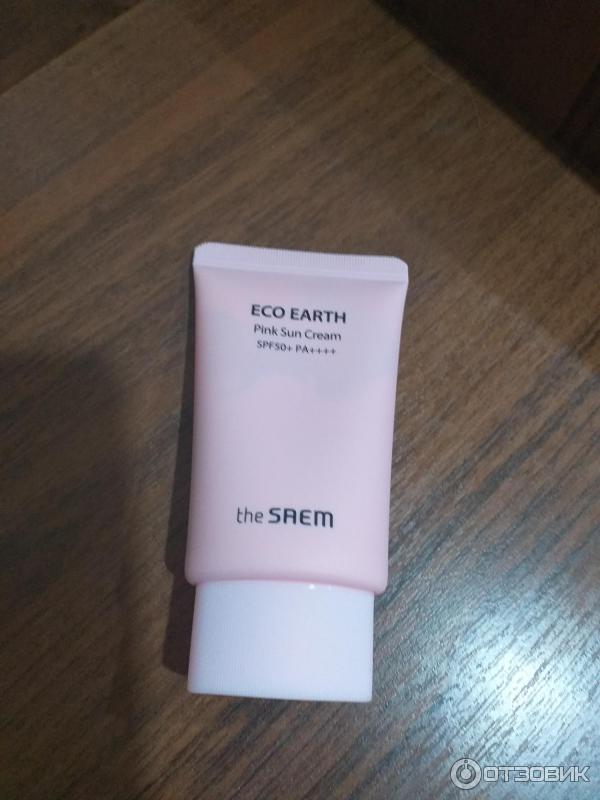 ECO EARTH
Pink Sun Cream
SPF50+ PA++++
the SAEM
ОТЗОВИК